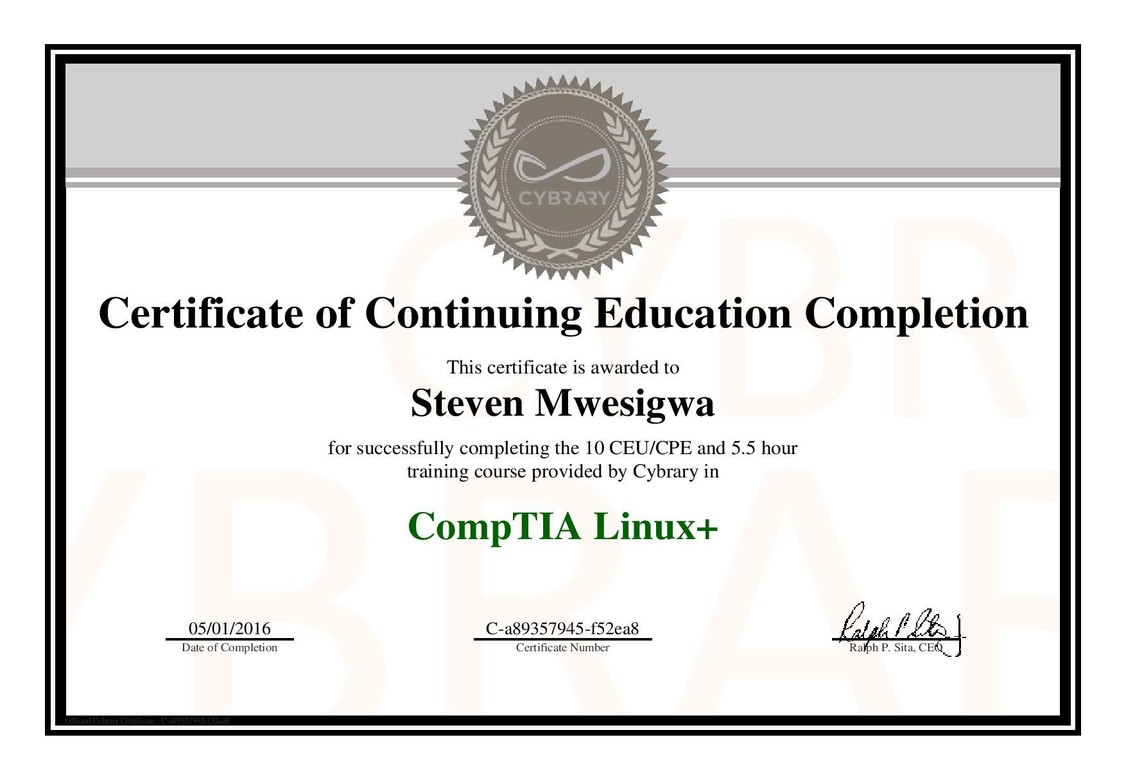 CYBRARY
Certificate of Continuing Education Completion
This certificate is awarded to
Steven Mwesigwa
for successfully completing the 10 CEU/CPE and 5.5 hour
training course provided by Cybrary in
CompTIA Linux+
05/01/2016
Date of Completion
C-a89357945-f52ea8
Certificate Number
Ralph P. Sita, CEO
Official Cybrary Certificate - C-a89357945-f52ea8